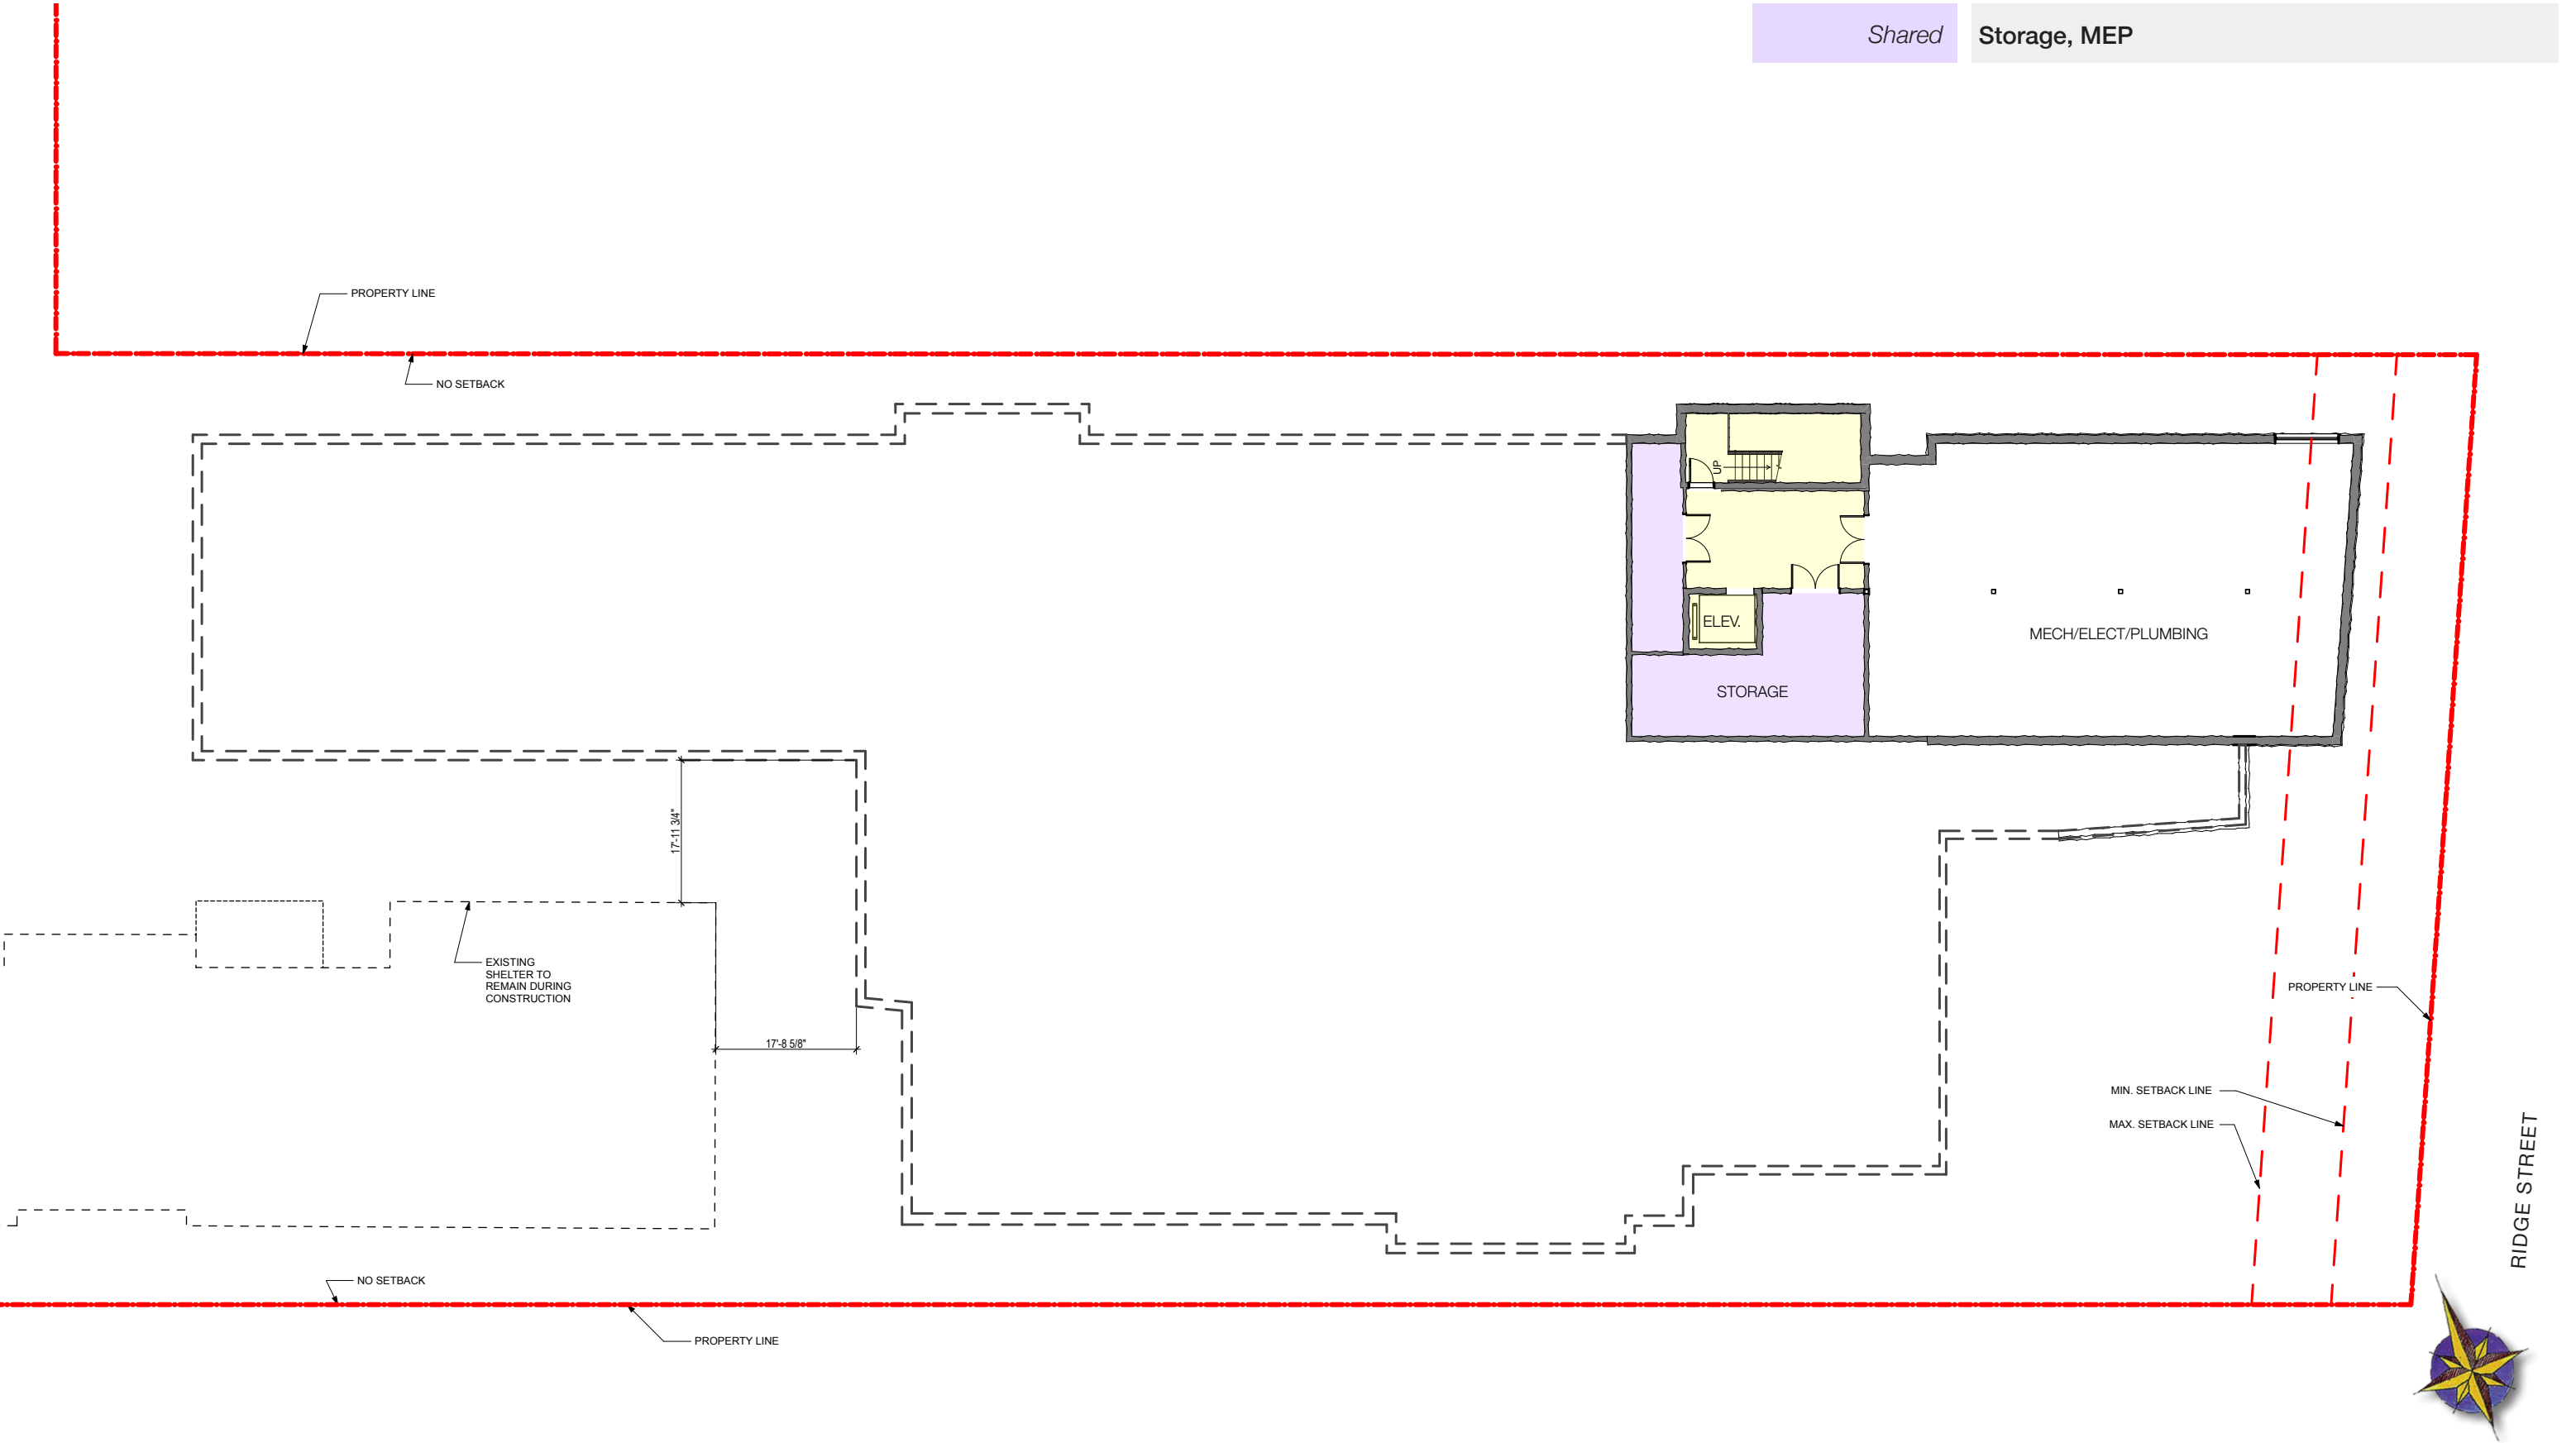 Shared
Storage, MEP
PROPERTY LINE
NO SETBACK
UP
ELEV.
MECH/ELECT/PLUMBING
STORAGE
17'-11 3/4"
EXISTING
SHELTER TO
REMAIN DURING
CONSTRUCTION
PROPERTY LINE
17'-8 5/8"
MIN. SETBACK LINE
MAX. SETBACK LINE
RIDGE STREET
NO SETBACK
PROPERTY LINE